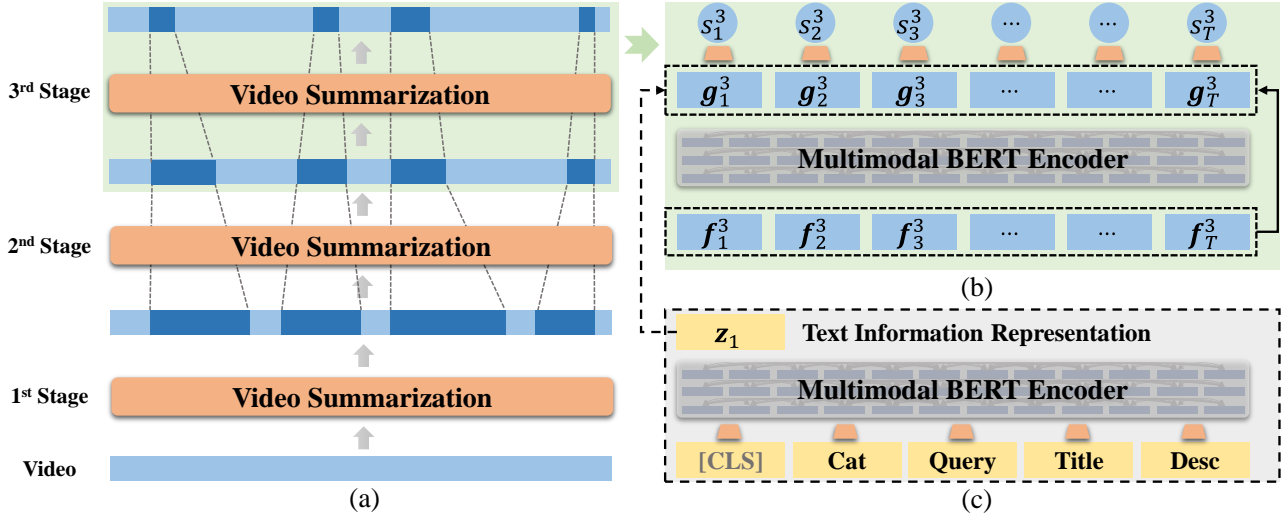 3rd Stage
Video Summarization
2nd Stage
Video Summarization
1st Stage
Video Summarization
Video
(a)
s_1^3 s_2^3 s_3^3 ... ... s_T^3
g_1^3 g_2^3 g_3^3 ... ... g_T^3
Multimodal BERT Encoder
f_1^3 f_2^3 f_3^3 ... ... f_T^3
(b)
z_1 Text Information Representation
Multimodal BERT Encoder
[CLS] Cat Query Title Desc
(c)